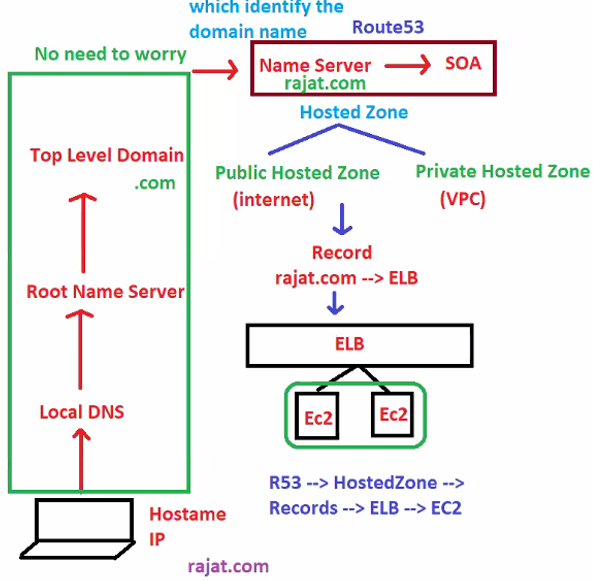 which identify the
domain name
Route53
No need to worry
Name Server
SOA
rajat.com
Hosted Zone
Top Level Domain
.com
Public Hosted Zone
(internet)
Private Hosted Zone
(VPC)
Record
rajat.com --> ELB
Root Name Server
ELB
Local DNS
Ec2
Ec2
R53 --> HostedZone -->
Records --> ELB --> EC2
Hostame
IP
rajat.com